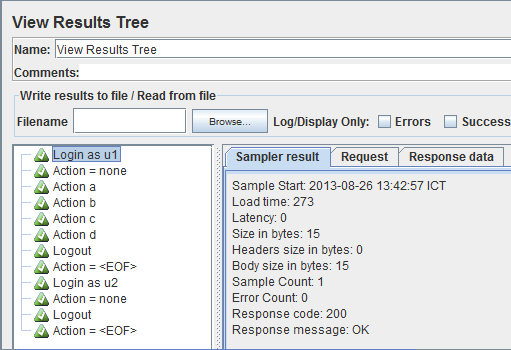 View Results Tree
Name: View Results Tree
Comments:
Write results to file / Read from file
Filename Browse... Log/Display Only: Errors Success
Login as u1
Action = none
Action a
Action b
Action c
Action d
Logout
Action = <EOF>
Login as u2
Action = none
Logout
Action = <EOF>
Sampler result Request Response data
Sample Start: 2013-08-26 13:42:57 ICT
Load time: 273
Latency: 0
Size in bytes: 15
Headers size in bytes: 0
Body size in bytes: 15
Sample Count: 1
Error Count: 0
Response code: 200
Response message: OK